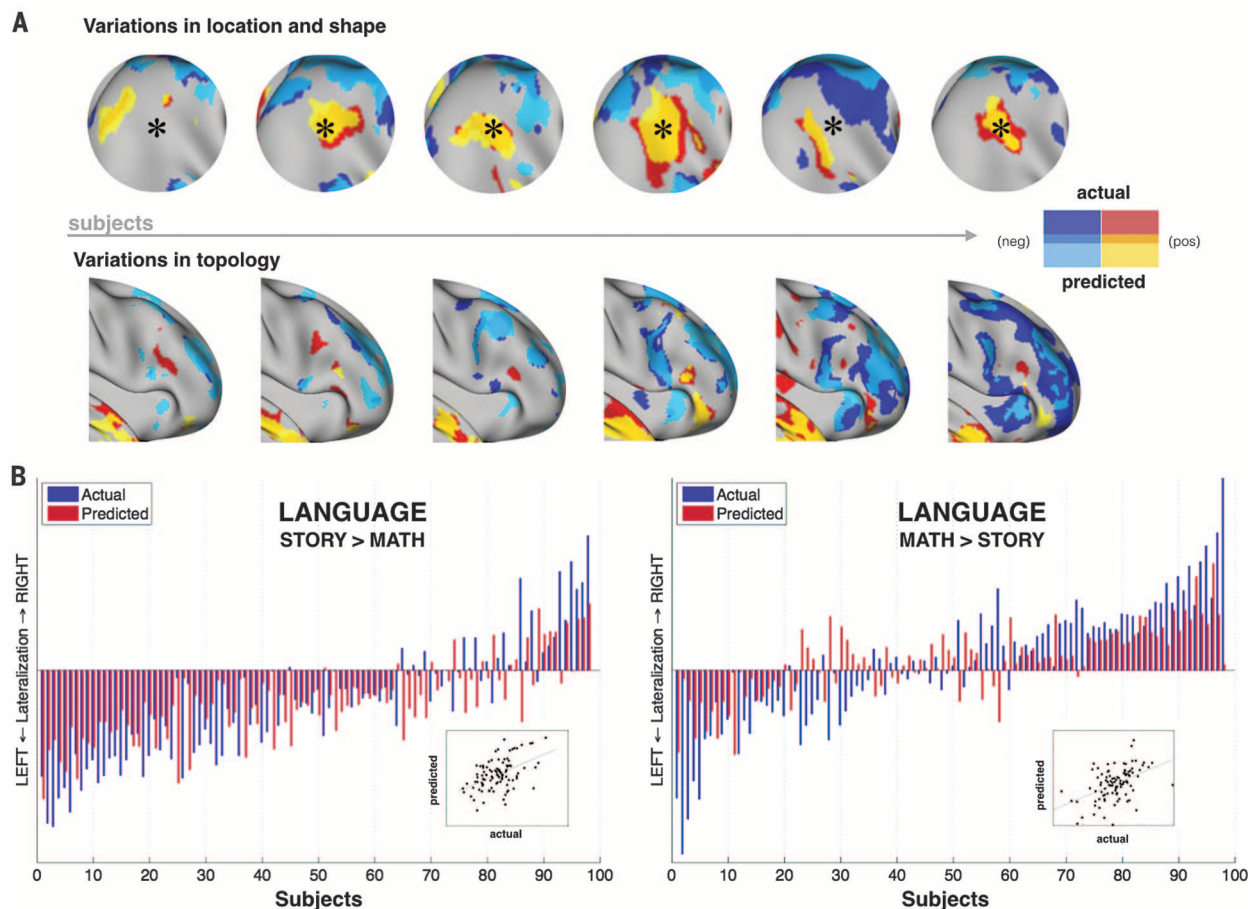 A
Variations in location and shape
*
*
*
*
*
*
subjects
actual
(neg)
(pos)
predicted
Variations in topology
B
Actual
Predicted
LANGUAGE
STORY > MATH
LEFT ← Lateralization → RIGHT
predicted
actual
0 10 20 30 40 50 60 70 80 90 100
Subjects
Actual
Predicted
LANGUAGE
MATH > STORY
LEFT ← Lateralization → RIGHT
predicted
actual
0 10 20 30 40 50 60 70 80 90 100
Subjects